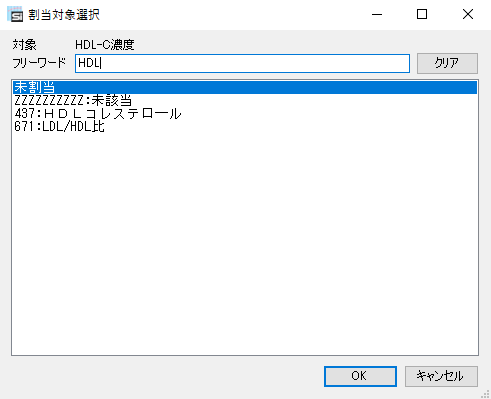 割当対象選択
対象 HDL-C濃度
フリーワード HDL クリア
未割当
ZZZZZZZZZZ:未該当
437:ＨＤＬコレステロール
671:LDL/HDL比
OK キャンセル